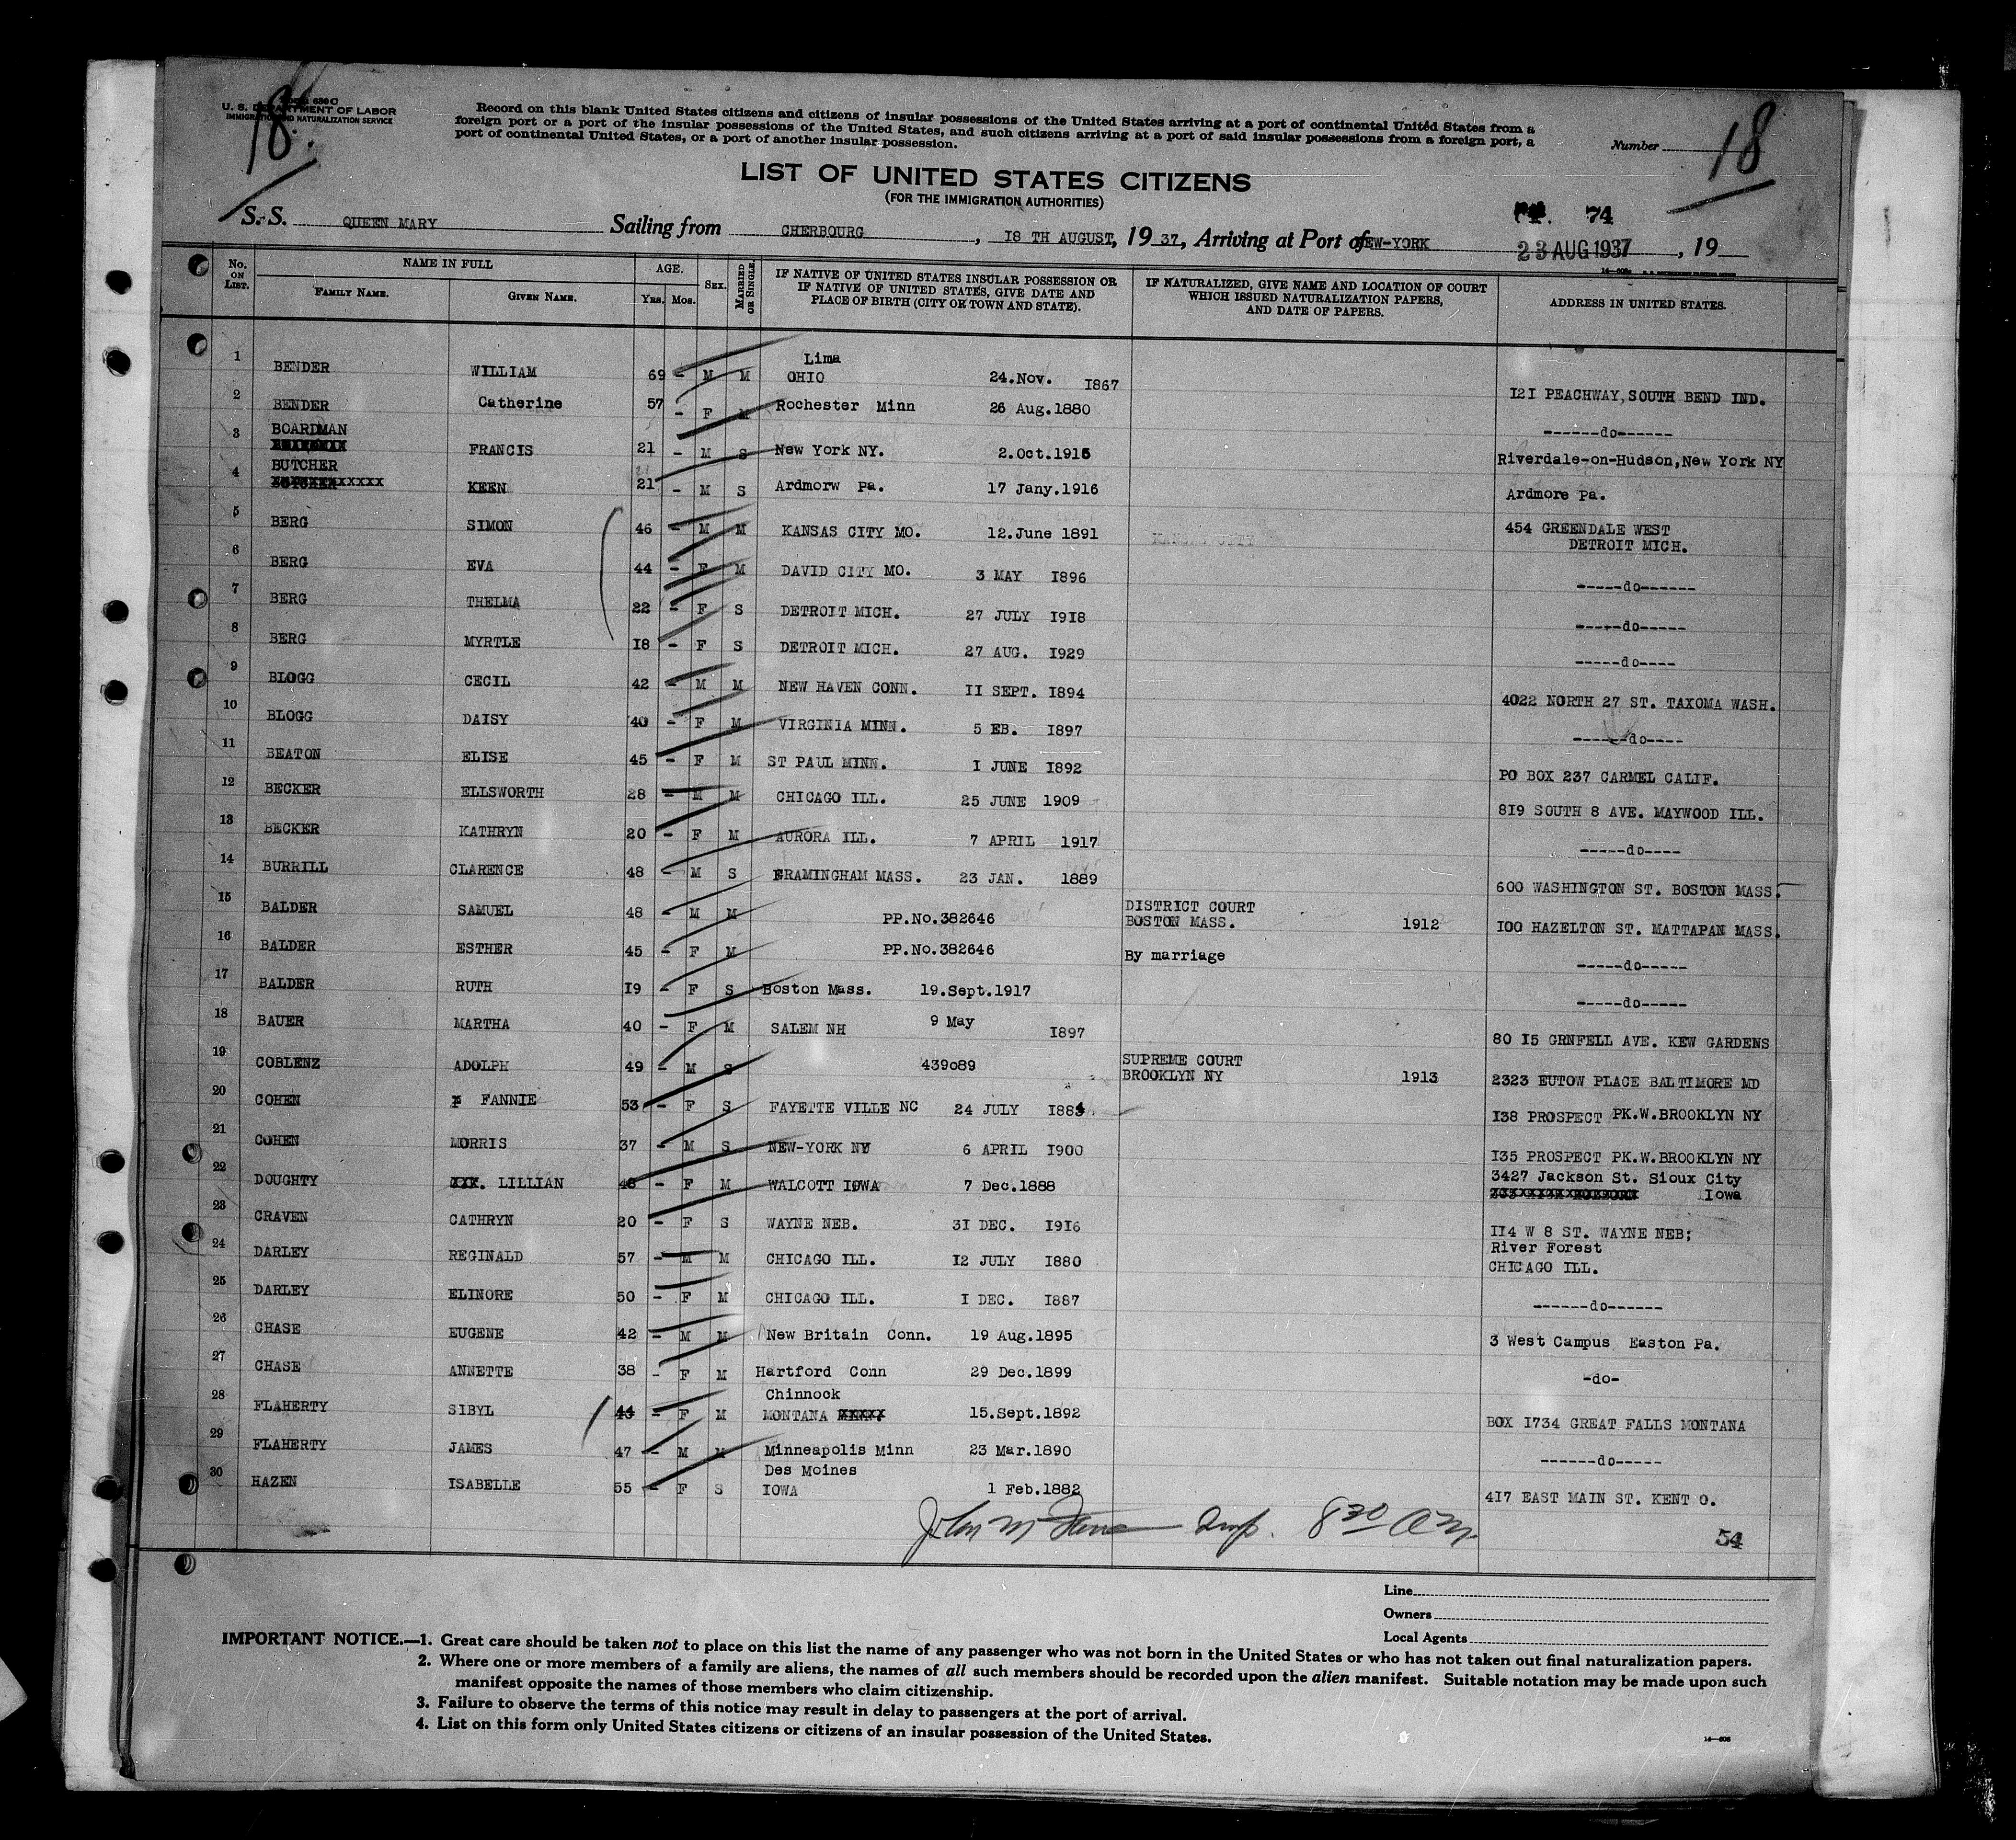 18.
Form 630 C
U. S. DEPARTMENT OF LABOR
IMMIGRATION AND NATURALIZATION SERVICE
Record on this blank United States citizens and citizens of insular possessions of the United States arriving at a port of continental United States from a
foreign port or a port of the insular possessions of the United States, and such citizens arriving at a port of said insular possessions from a foreign port, a
port of continental United States, or a port of another insular possession.
Number 18
LIST OF UNITED STATES CITIZENS
(FOR THE IMMIGRATION AUTHORITIES)
74
S. S. QUEEN MARY Sailing from CHERBOURG, 18 TH AUGUST, 1937, Arriving at Port of NEW-YORK 23 AUG 1937, 19
No. ON LIST. NAME IN FULL FAMILY NAME. GIVEN NAME. AGE. Yrs. Mos. SEX. MARRIED OR SINGLE. IF NATIVE OF UNITED STATES INSULAR POSSESSION OR IF NATIVE OF UNITED STATES, GIVE DATE AND PLACE OF BIRTH (CITY OR TOWN AND STATE). IF NATURALIZED, GIVE NAME AND LOCATION OF COURT WHICH ISSUED NATURALIZATION PAPERS, AND DATE OF PAPERS. ADDRESS IN UNITED STATES.
1 BENDER WILLIAM 69 - M M Lima OHIO 24.Nov. 1867 121 PEACHWAY, SOUTH BEND IND.
2 BENDER Catherine 57 - F M Rochester Minn 26 Aug.1880 ------do------
3 BOARDMAN FRANCIS 21 - M S New York NY. 2.Oct.1915 Riverdale-on-Hudson, New York NY
4 BUTCHER KEEN 21 - M S Ardmorw Pa. 17 Jany.1916 Ardmore Pa.
5 BERG SIMON 46 - M M KANSAS CITY MO. 12.June 1891 454 GREENDALE WEST DETROIT MICH.
6 BERG EVA 44 - F M DAVID CITY MO. 3 MAY 1896 -----do------
7 BERG THELMA 22 - F S DETROIT MICH. 27 JULY 1918 -----do-----
8 BERG MYRTLE 18 - F S DETROIT MICH. 27 AUG. 1929 -----do----
9 BLOGG CECIL 42 - M M NEW HAVEN CONN. 11 SEPT. 1894 4022 NORTH 27 ST. TAXOMA WASH.
10 BLOGG DAISY 40 - F M VIRGINIA MINN. 5 EB. 1897 ------do----
11 BEATON ELISE 45 - F M ST PAUL MINN. 1 JUNE 1892 PO BOX 237 CARMEL CALIF.
12 BECKER ELLSWORTH 28 - M M CHICAGO ILL. 25 JUNE 1909 819 SOUTH 8 AVE. MAYWOOD ILL.
13 BECKER KATHRYN 20 - F M AURORA ILL. 7 APRIL 1917 -----do----
14 BURRILL CLARENCE 48 - M S FRAMINGHAM MASS. 23 JAN. 1889 600 WASHINGTON ST. BOSTON MASS.
15 BALDER SAMUEL 48 - M M PP.No.382646 DISTRICT COURT BOSTON MASS. 1912 100 HAZELTON ST. MATTAPAN MASS.
16 BALDER ESTHER 45 - F M PP.No.382646 By marriage -----do-----
17 BALDER RUTH 19 - F S Boston Mass. 19.Sept.1917 -----do-----
18 BAUER MARTHA 40 - F M SALEM NH 9 May 1897 80 15 GRNFELL AVE. KEW GARDENS
19 COBLENZ ADOLPH 49 - M S 439089 SUPREME COURT BROOKLYN NY 1913 2323 EUTOW PLACE BALTIMORE MD
20 COHEN FANNIE 53 - F S FAYETTE VILLE NC 24 JULY 1884 138 PROSPECT PK.W.BROOKLYN NY
21 COHEN MORRIS 37 - M S NEW-YORK NY 6 APRIL 1900 135 PROSPECT PK.W.BROOKLYN NY
22 DOUGHTY XXX. LILLIAN 48 - F M WALCOTT IOWA 7 Dec.1888 3427 Jackson St. Sioux City Iowa
23 CRAVEN CATHRYN 20 - F S WAYNE NEB. 31 DEC. 1916 114 W 8 ST. WAYNE NEB;
24 DARLEY REGINALD 57 - M M CHICAGO ILL. 12 JULY 1880 River Forest CHICAGO ILL.
25 DARLEY ELINORE 50 - F M CHICAGO ILL. 1 DEC. 1887 ------do------
26 CHASE EUGENE 42 - M M New Britain Conn. 19 Aug.1895 3 West Campus Easton Pa.
27 CHASE ANNETTE 38 - F M Hartford Conn 29 Dec.1899 -do-
28 FLAHERTY SIBYL 44 - F M Chinnock MONTANA XXXXX 15.Sept.1892 BOX 1734 GREAT FALLS MONTANA
29 FLAHERTY JAMES 47 - M M Minneapolis Minn 23 Mar.1890 ------do-----
30 HAZEN ISABELLE 55 - F S Des Moines IOWA 1 Feb.1882 417 EAST MAIN ST. KENT O.
John M Insp. 8 30 AM
54
Line
Owners
Local Agents
IMPORTANT NOTICE.—1. Great care should be taken not to place on this list the name of any passenger who was not born in the United States or who has not taken out final naturalization papers.
2. Where one or more members of a family are aliens, the names of all such members should be recorded upon the alien manifest. Suitable notation may be made upon such
manifest opposite the names of those members who claim citizenship.
3. Failure to observe the terms of this notice may result in delay to passengers at the port of arrival.
4. List on this form only United States citizens or citizens of an insular possession of the United States.